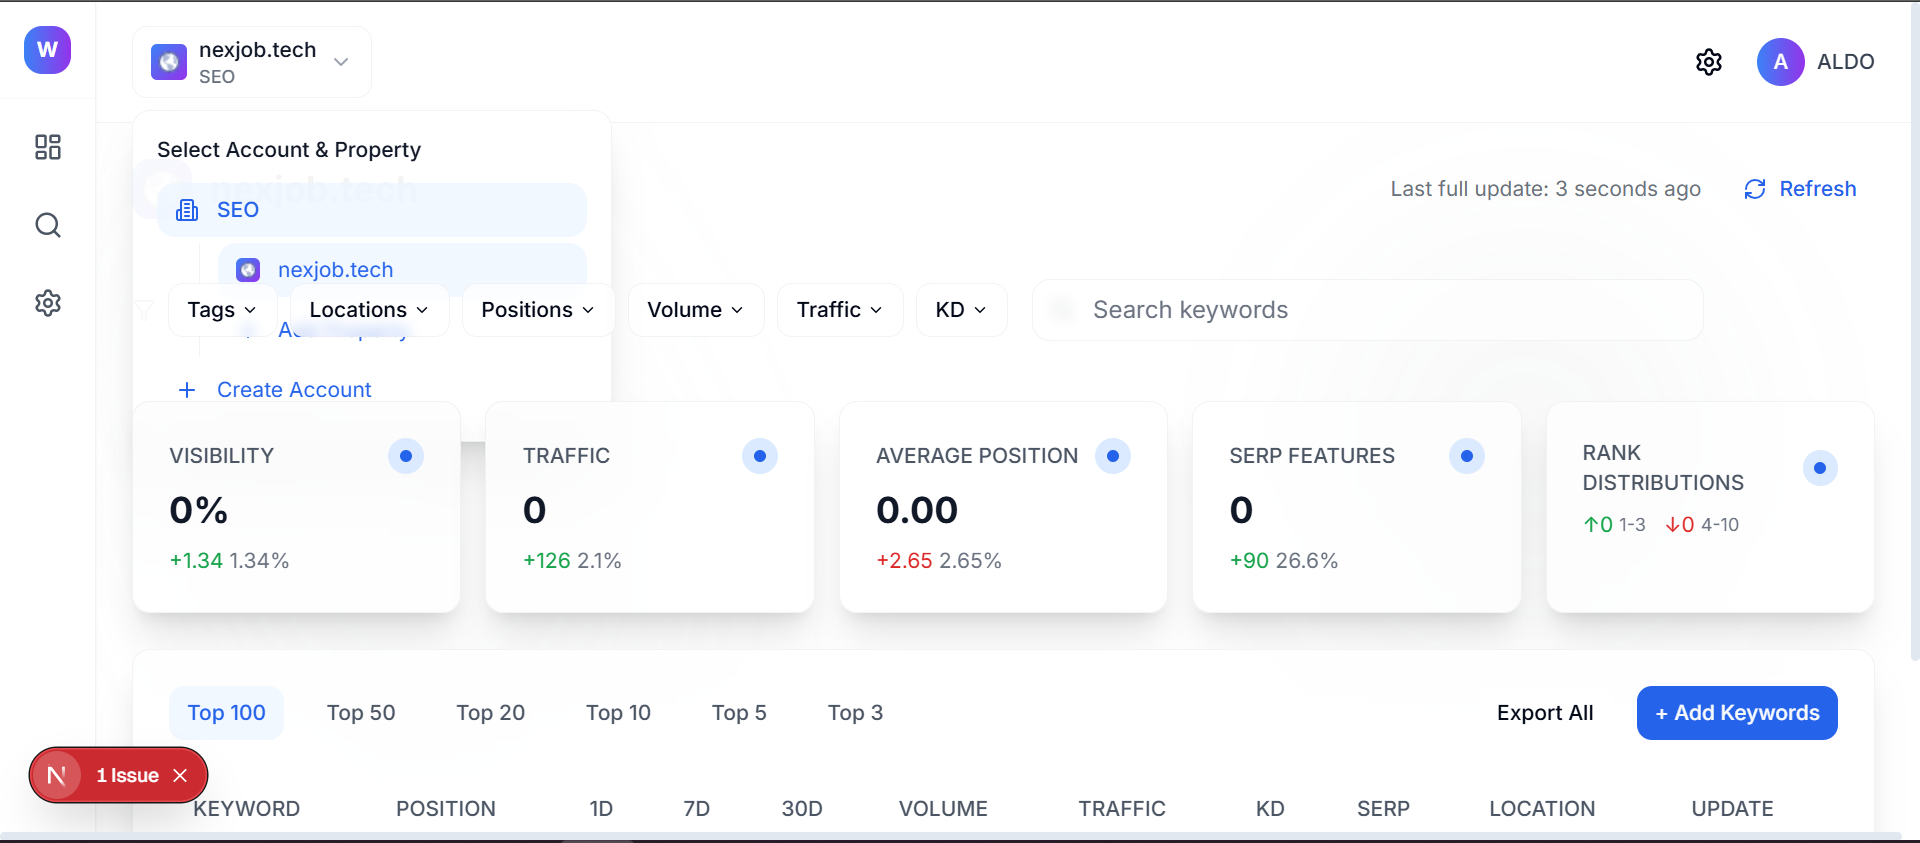 W
nexjob.tech
SEO
A
ALDO
Select Account & Property
nexjob.tech
Last full update: 3 seconds ago
Refresh
SEO
nexjob.tech
Tags
Locations
Positions
Volume
Traffic
KD
Search keywords
Add Property
+ Create Account
VISIBILITY
0%
+1.34 1.34%
TRAFFIC
0
+126 2.1%
AVERAGE POSITION
0.00
+2.65 2.65%
SERP FEATURES
0
+90 26.6%
RANK
DISTRIBUTIONS
↑0 1-3 ↓0 4-10
Top 100
Top 50
Top 20
Top 10
Top 5
Top 3
Export All
+ Add Keywords
N
1 Issue
KEYWORD
POSITION
1D
7D
30D
VOLUME
TRAFFIC
KD
SERP
LOCATION
UPDATE